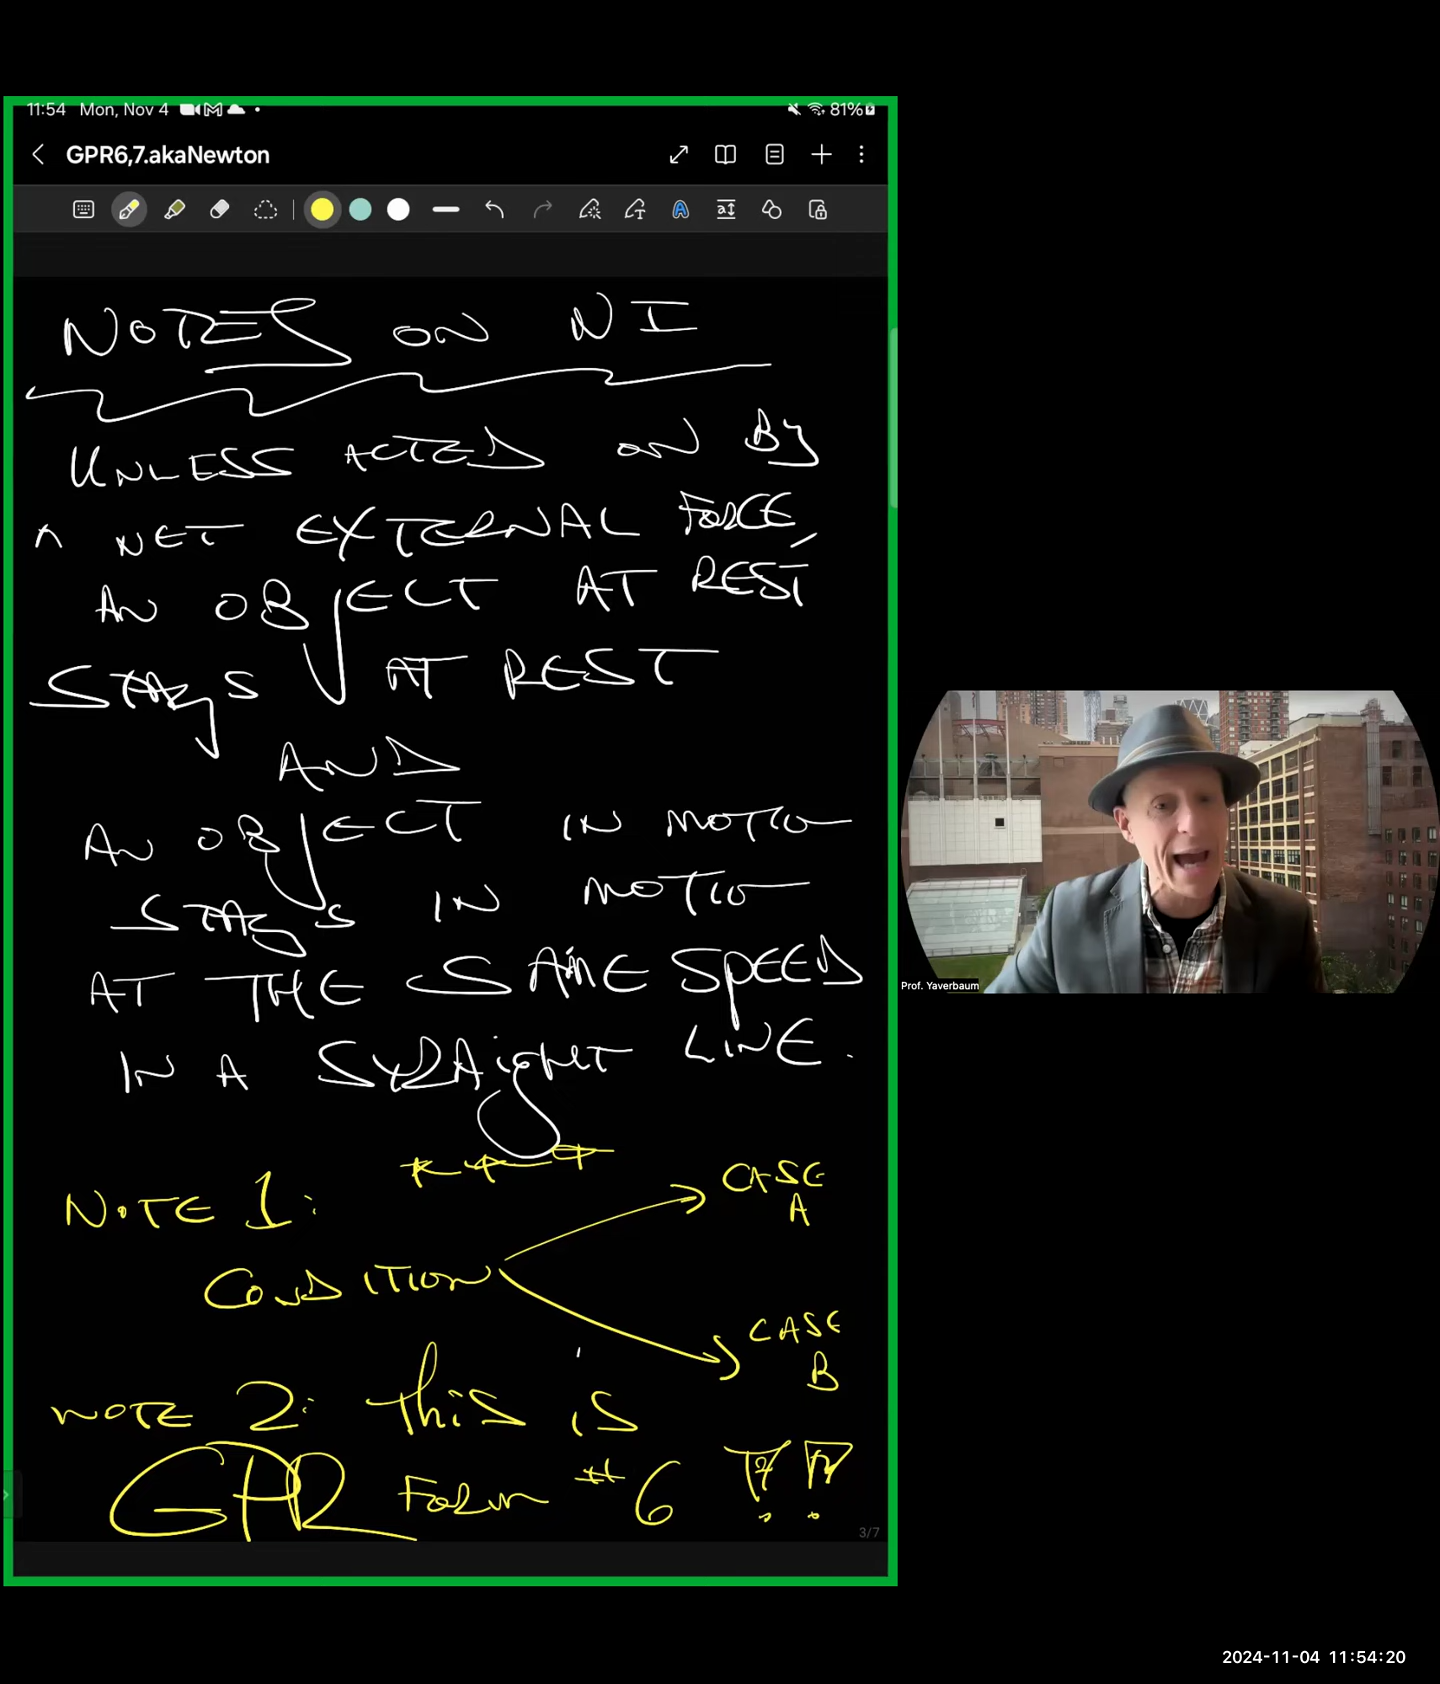 11:54 Mon, Nov 4
81%
GPR6,7.akaNewton
NOTES ON N I
UNLESS ACTED ON BY
A NET EXTERNAL FORCE,
AN OBJECT AT REST
STAYS AT REST
AND
AN OBJECT IN MOTION
STAYS IN MOTION
AT THE SAME SPEED
IN A STRAIGHT LINE.
NOTE 1:
CASE
A
CONDITION
CASE
B
NOTE 2: This is
GPR FORM #6
3/7
Prof. Yaverbaum
2024-11-04 11:54:20